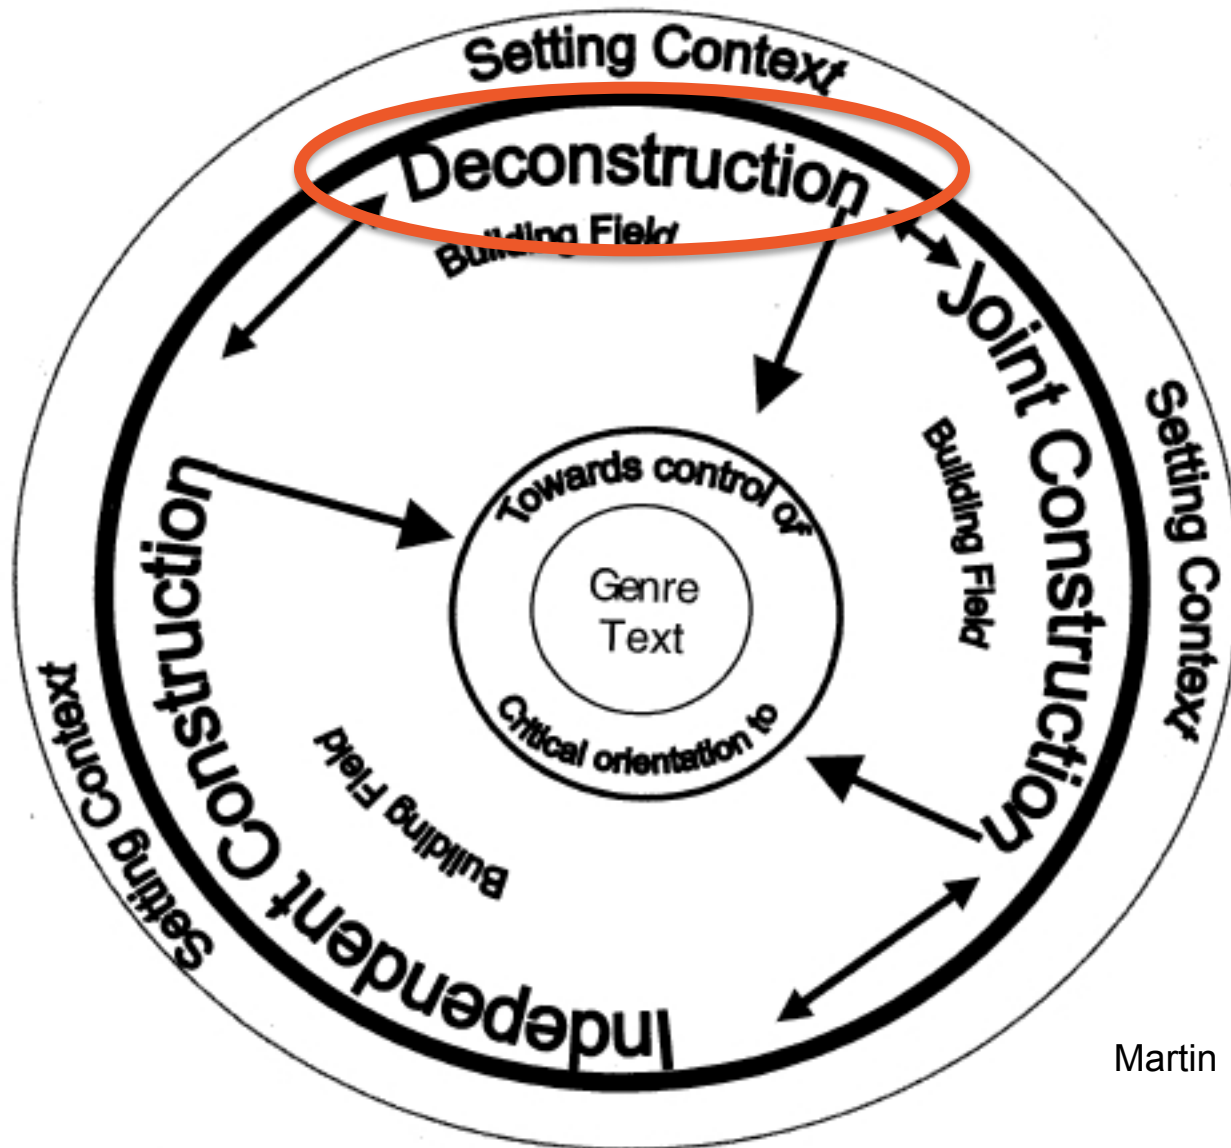 Setting Context
Deconstruction
Building Field
Joint Construction
Building Field
Setting Context
Towards control of
Genre
Text
Critical orientation to
Independent Construction
Building Field
Setting Context
Martin